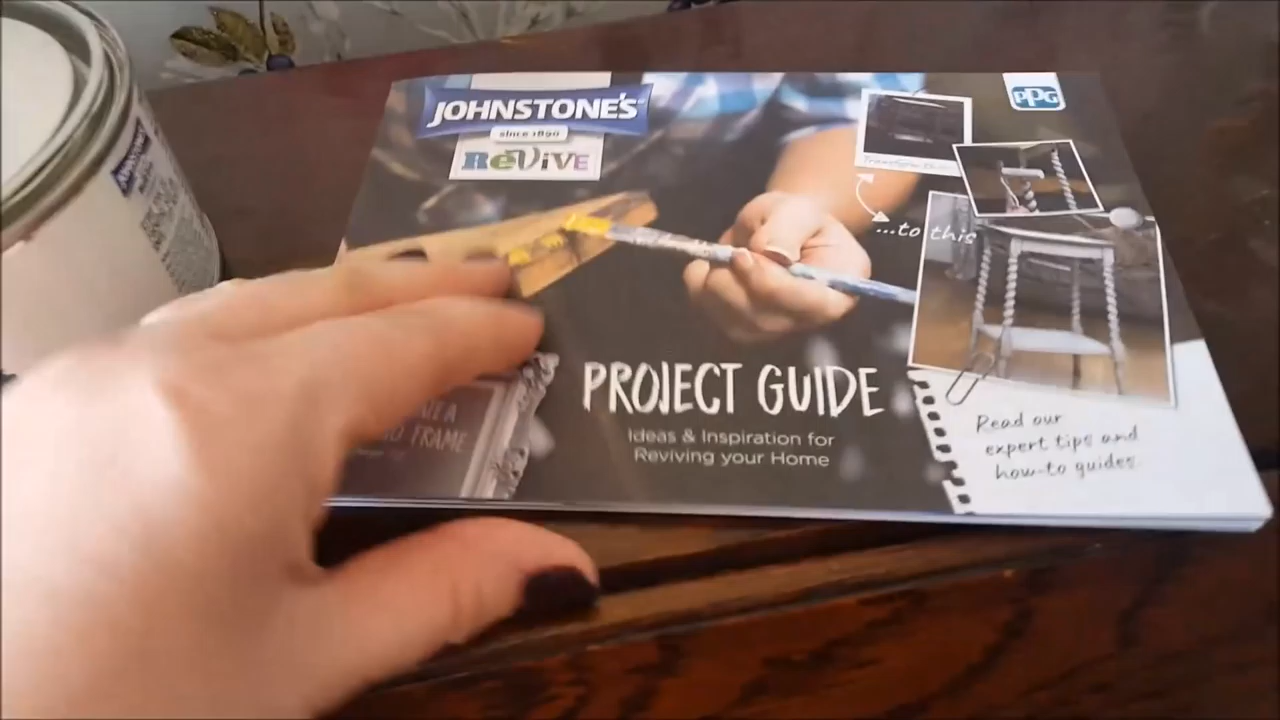 JOHNSTONE'S
since 1890
ReViVE
PPG
...to this
PROJECT GUIDE
Ideas & Inspiration for
Reviving your Home
FRAME
Read our
expert tips and
how-to guides.